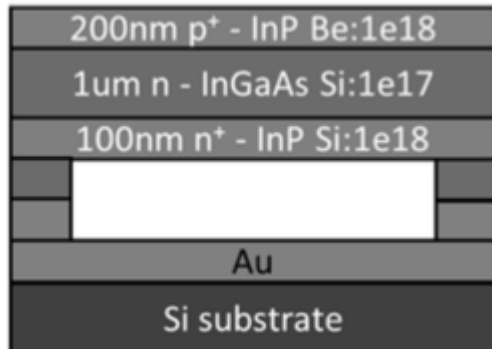 200nm p⁺ - InP Be:1e18
1um n - InGaAs Si:1e17
100nm n⁺ - InP Si:1e18
Au
Si substrate